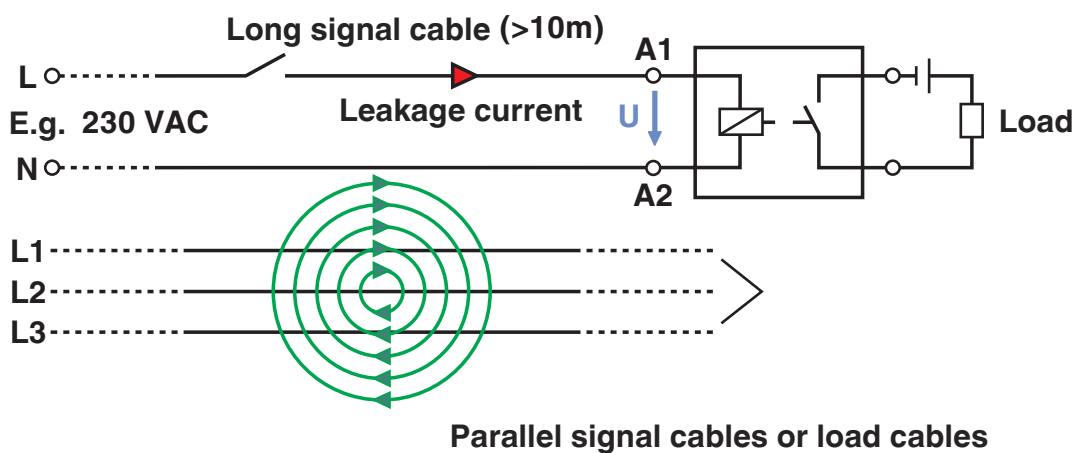 Long signal cable (>10m)
A1
L
Leakage current
U
Load
E.g. 230 VAC
N
A2
L1
L2
L3
Parallel signal cables or load cables